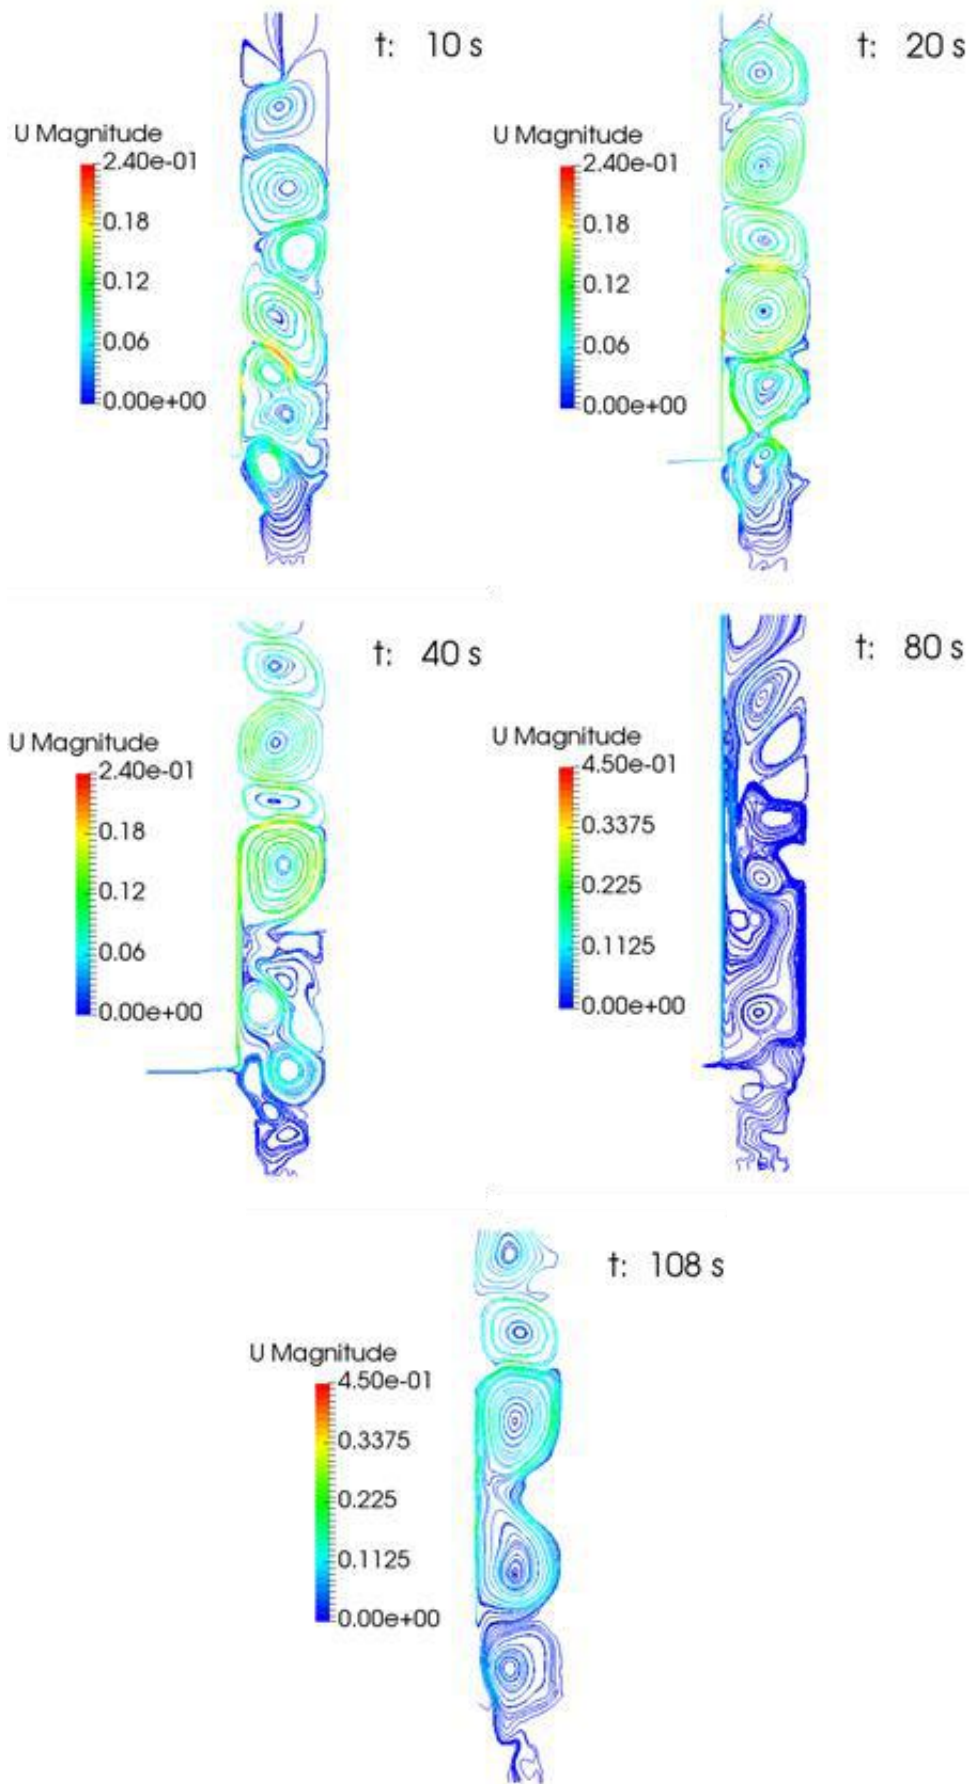 t: 10 s
U Magnitude
2.40e-01
0.18
0.12
0.06
0.00e+00
t: 20 s
U Magnitude
2.40e-01
0.18
0.12
0.06
0.00e+00
t: 40 s
U Magnitude
2.40e-01
0.18
0.12
0.06
0.00e+00
t: 80 s
U Magnitude
4.50e-01
0.3375
0.225
0.1125
0.00e+00
t: 108 s
U Magnitude
4.50e-01
0.3375
0.225
0.1125
0.00e+00